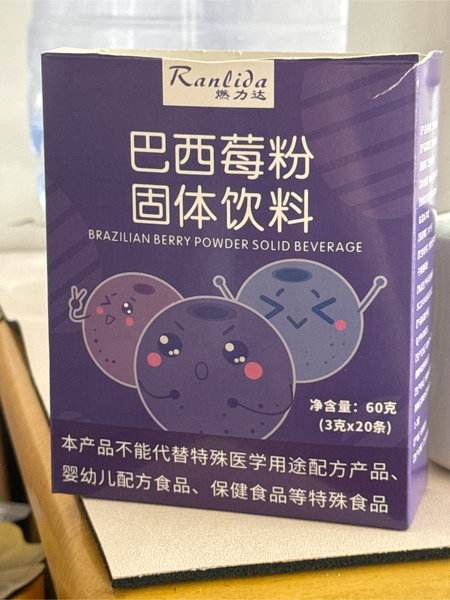 Ranlida
燃力达
巴西莓粉
固体饮料
BRAZILIAN BERRY POWDER SOLID BEVERAGE
净含量：60克
(3克x20条)
本产品不能代替特殊医学用途配方产品、
婴幼儿配方食品、保健食品等特殊食品